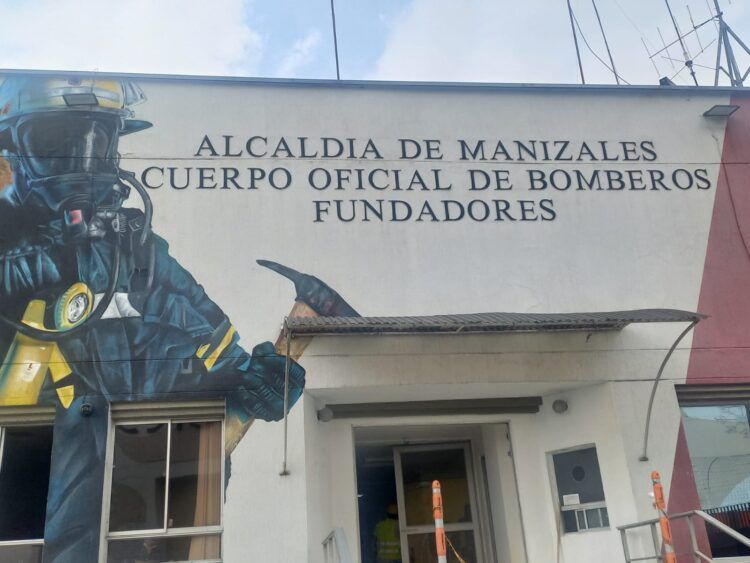 ALCALDIA DE MANIZALES
CUERPO OFICIAL DE BOMBEROS
FUNDADORES